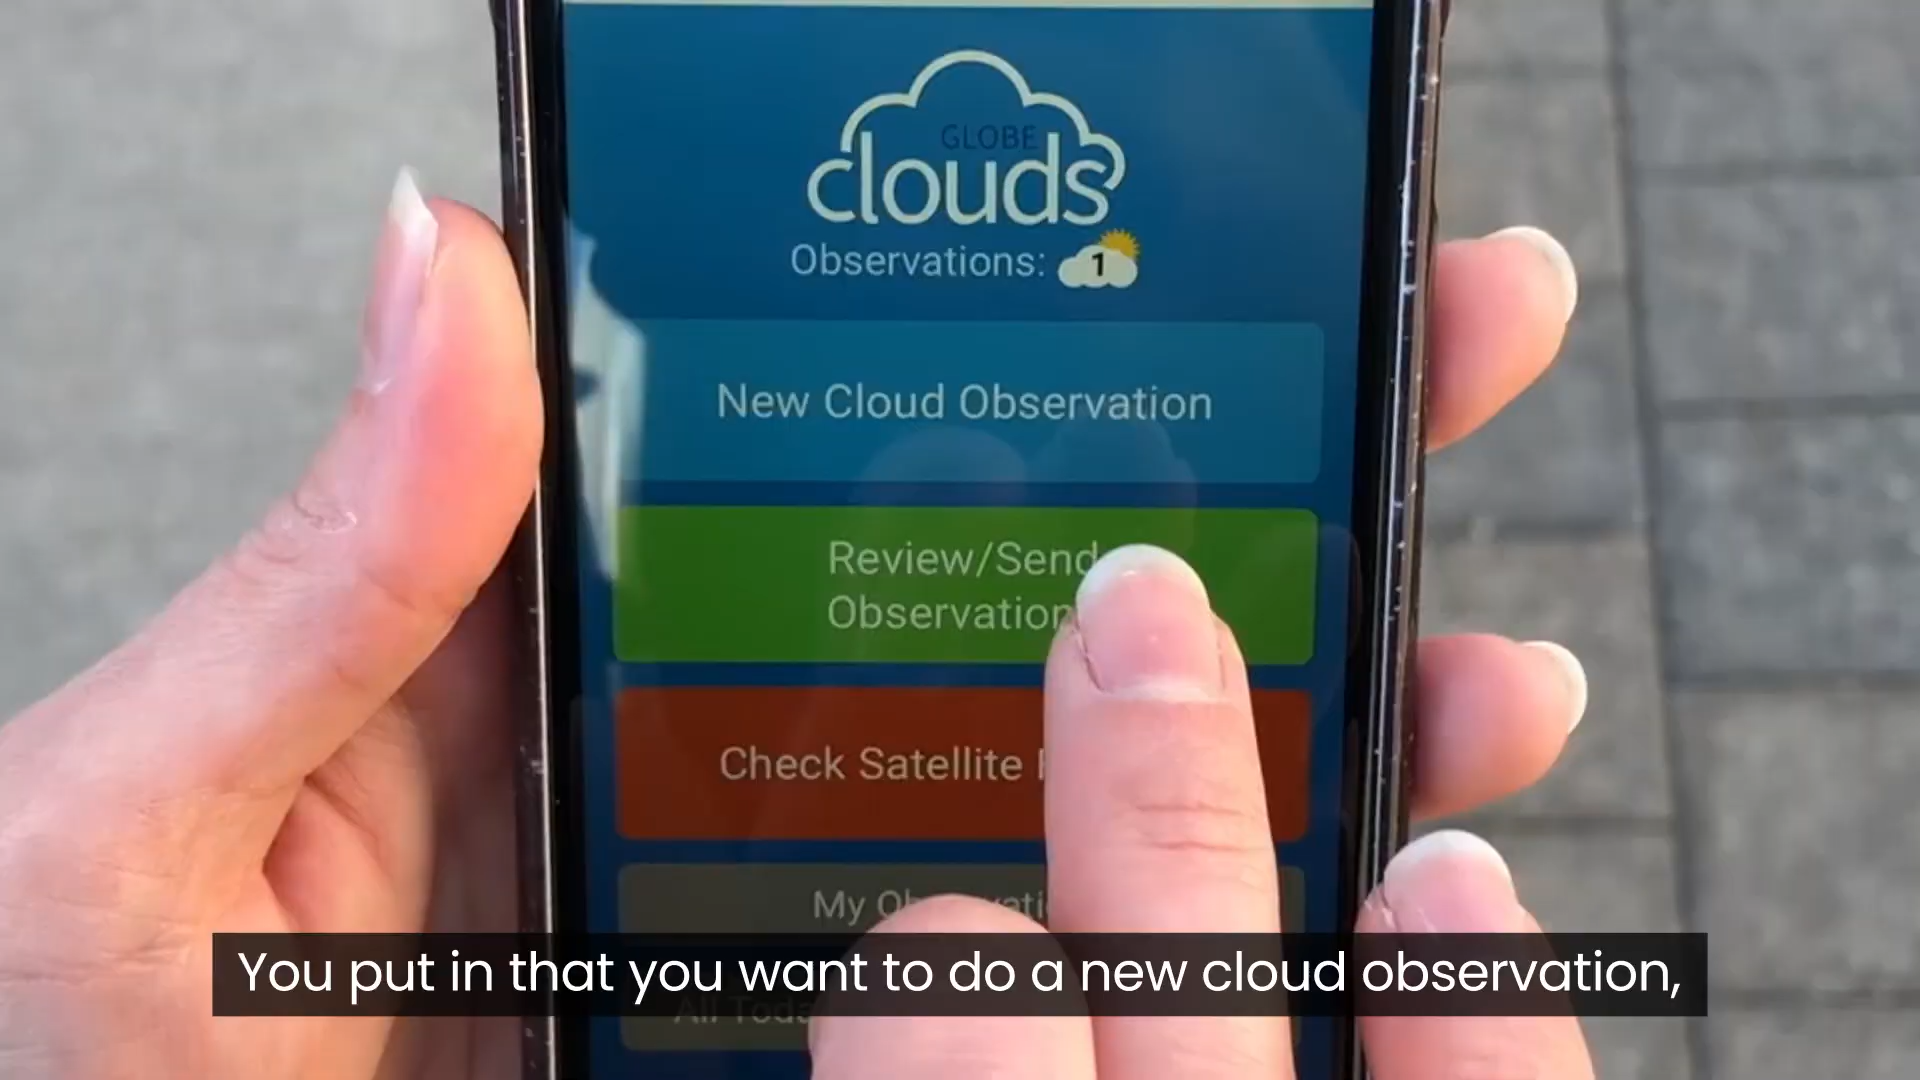 GLOBE
clouds
Observations: 1
New Cloud Observation
Review/Send
Observation
Check Satellite
My
All
You put in that you want to do a new cloud observation,